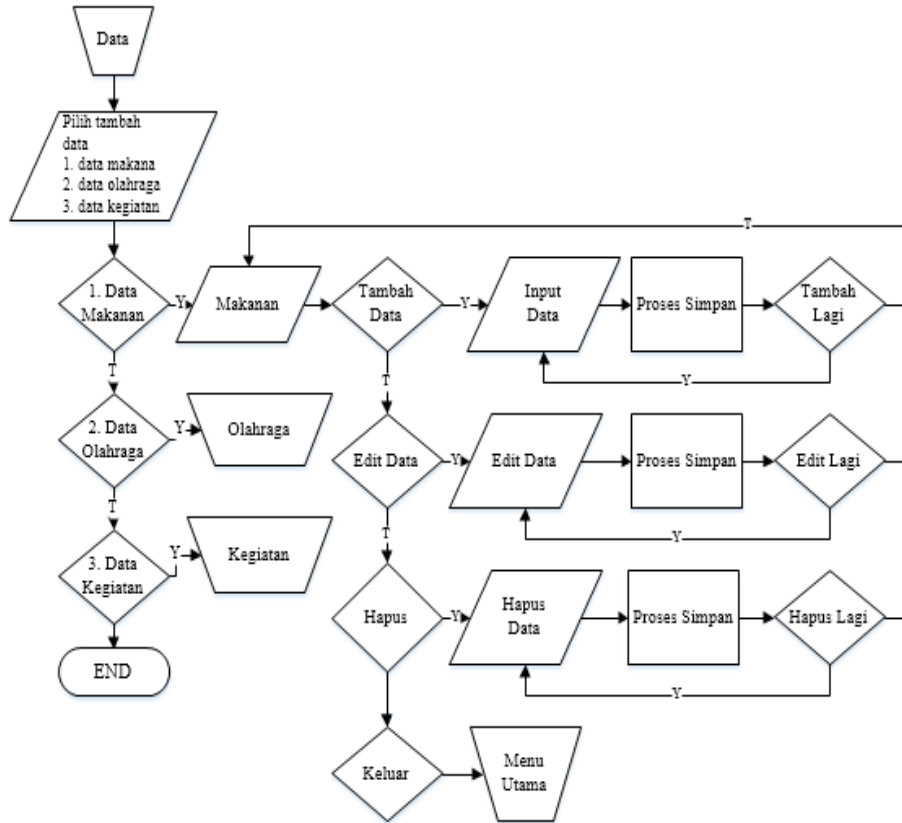 Data
Pilih tambah
data
1. data makana
2. data olahraga
3. data kegiatan
T
1. Data
Makanan
Y
Makanan
Tambah
Data
Y
Input
Data
Proses Simpan
Tambah
Lagi
Y
T
T
2. Data
Olahraga
Y
Olahraga
Edit Data
Y
Edit Data
Proses Simpan
Edit Lagi
Y
T
T
3. Data
Kegiatan
Y
Kegiatan
Hapus
Y
Hapus
Data
Proses Simpan
Hapus Lagi
Y
END
Keluar
Menu
Utama